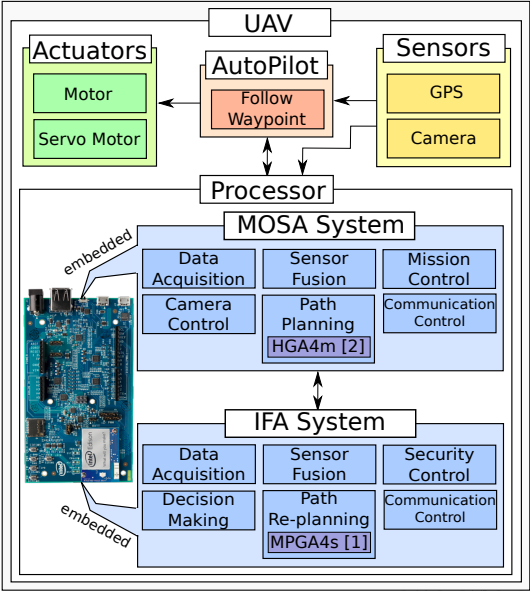 UAV
Actuators
Motor
Servo Motor
AutoPilot
Follow
Waypoint
Sensors
GPS
Camera
Processor
embedded
MOSA System
Data
Acquisition
Sensor
Fusion
Mission
Control
Camera
Control
Path
Planning
HGA4m [2]
Communication
Control
IFA System
Data
Acquisition
Sensor
Fusion
Security
Control
Decision
Making
Path
Re-planning
MPGA4s [1]
Communication
Control
embedded